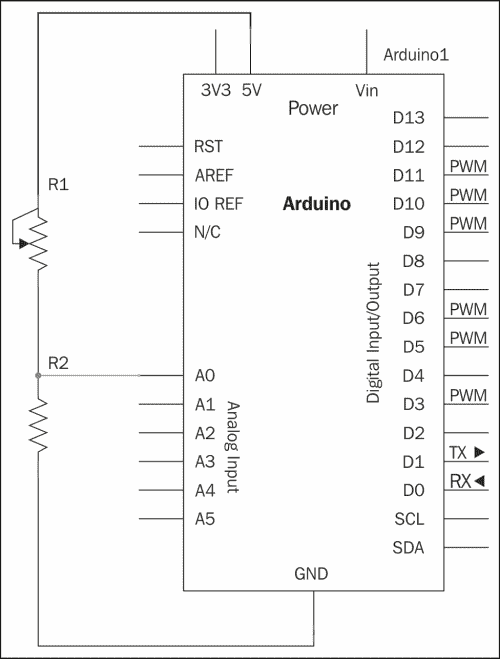 Arduino1
3V3 5V Vin
Power
D13
RST D12
R1 AREF D11 PWM
IO REF Arduino D10 PWM
N/C D9 PWM
D8
Digital Input/Output
D7
D6 PWM
D5 PWM
R2
A0 D4
A1 D3 PWM
Analog Input
A2 D2
A3 D1 TX
A4 D0 RX
A5 SCL
SDA
GND